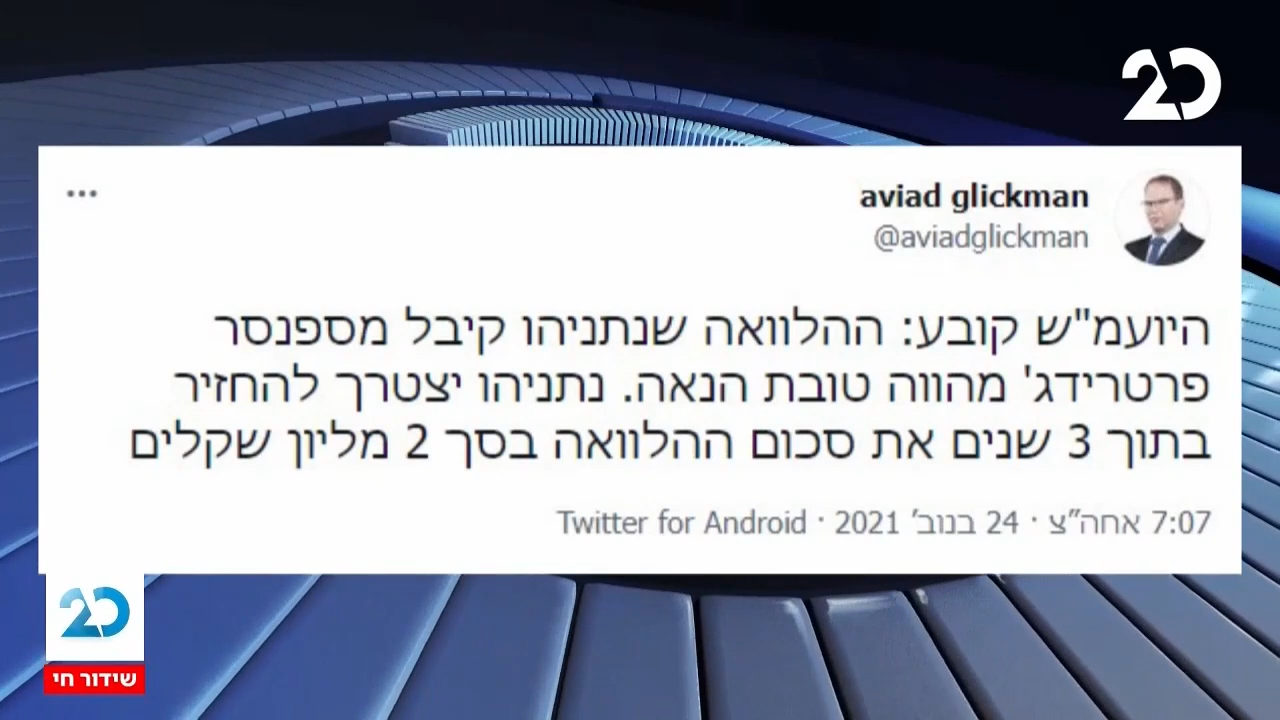 20
aviad glickman
@aviadglickman
היועמ"ש קובע: ההלוואה שנתניהו קיבל מספנסר
פרטרידג' מהווה טובת הנאה. נתניהו יצטרך להחזיר
בתוך 3 שנים את סכום ההלוואה בסך 2 מליון שקלים
7:07 אחה"צ · 24 בנוב' 2021 · Twitter for Android
20
שידור חי